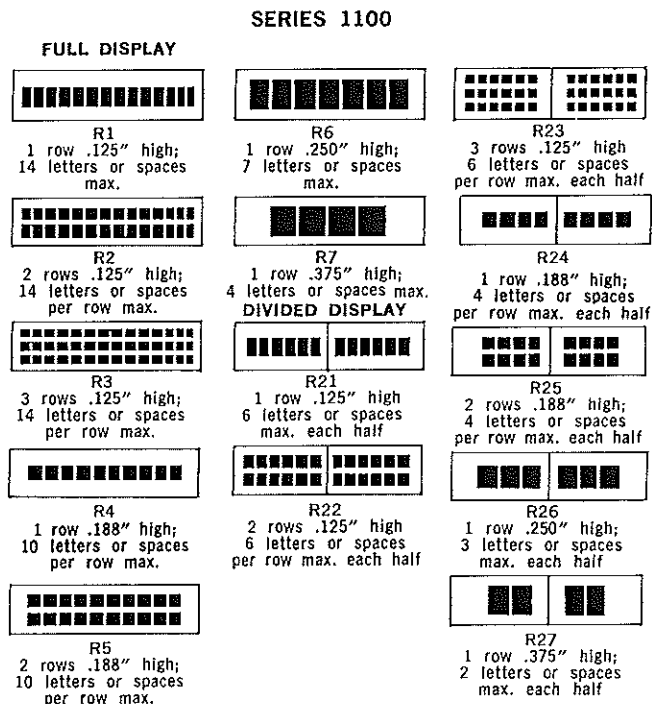 SERIES 1100
FULL DISPLAY
R1
1 row .125″ high;
14 letters or spaces
max.
R2
2 rows .125″ high;
14 letters or spaces
per row max.
R3
3 rows .125″ high;
14 letters or spaces
per row max.
R4
1 row .188″ high;
10 letters or spaces
per row max.
R5
2 rows .188″ high;
10 letters or spaces
per row max.
R6
1 row .250″ high;
7 letters or spaces
max.
R7
1 row .375″ high;
4 letters or spaces max.
DIVIDED DISPLAY
R21
1 row .125″ high
6 letters or spaces
max. each half
R22
2 rows .125″ high
6 letters or spaces
per row max. each half
R23
3 rows .125″ high
6 letters or spaces
per row max. each half
R24
1 row .188″ high;
4 letters or spaces
per row max. each half
R25
2 rows .188″ high;
4 letters or spaces
per row max. each half
R26
1 row .250″ high;
3 letters or spaces
max. each half
R27
1 row .375″ high;
2 letters or spaces
max. each half